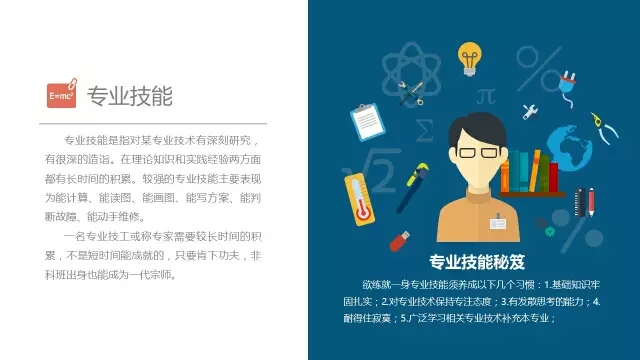 E=mc²
专业技能
专业技能是指对某专业技术有深刻研究，
有很深的造诣。在理论知识和实践经验两方面
都有长时间的积累。较强的专业技能主要表现
为能计算、能读图、能画图、能写方案、能判
断故障、能动手维修。
一名专业技工或称专家需要较长时间的积
累，不是短时间能成就的，只要肯下功夫，非
科班出身也能成为一代宗师。
%
π
Σ
√2
专业技能秘笈
欲练就一身专业技能须养成以下几个习惯：1.基础知识牢
固扎实；2.对专业技术保持专注态度；3.有发散思考的能力；4.
耐得住寂寞；5.广泛学习相关专业技术补充本专业；